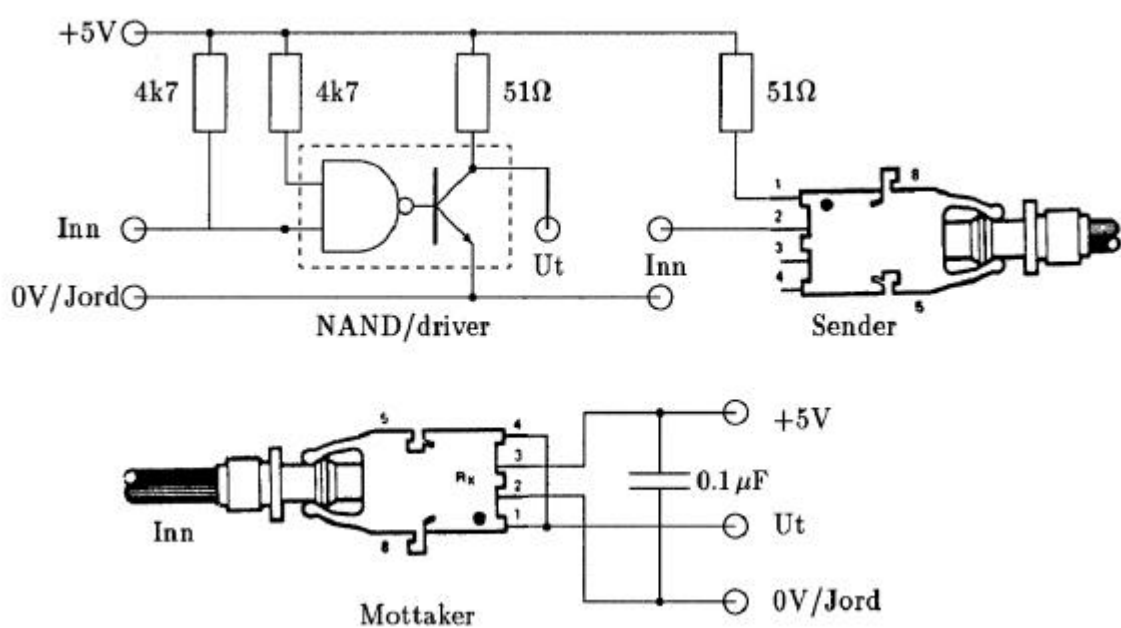 +5V
4k7
4k7
51Ω
51Ω
1
8
2
Inn
Ut
Inn
3
4
0V/Jord
5
NAND/driver
Sender
5
4
+5V
3
Rx
2
0.1 μF
1
Ut
Inn
8
0V/Jord
Mottaker